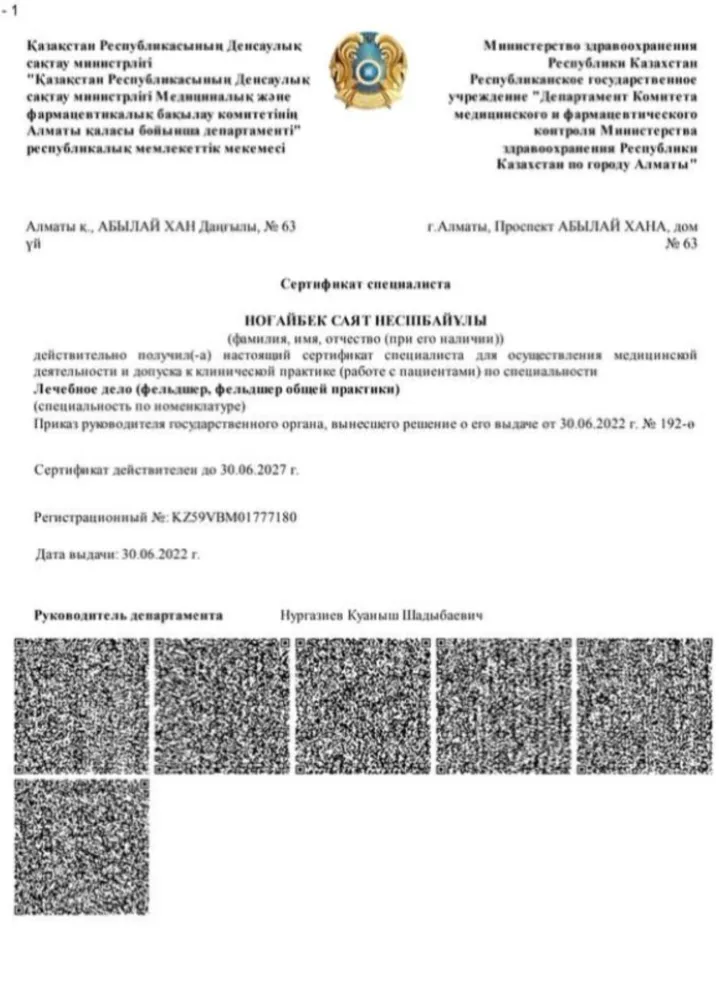 - 1
Қазақстан Республикасының Денсаулық
сақтау министрлігі
"Қазақстан Республикасының Денсаулық
сақтау министрлігі Медициналық және
фармацевтикалық бақылау комитетінің
Алматы қаласы бойынша департаменті"
республикалық мемлекеттік мекемесі
Министерство здравоохранения
Республики Казахстан
Республиканское государственное
учреждение "Департамент Комитета
медицинского и фармацевтического
контроля Министерства
здравоохранения Республики
Казахстан по городу Алматы"
Алматы қ., АБЫЛАЙ ХАН Даңғылы, № 63
үй
г.Алматы, Проспект АБЫЛАЙ ХАНА, дом
№ 63
Сертификат специалиста
НОҒАЙБЕК САЯТ НЕСІПБАЙҰЛЫ
(фамилия, имя, отчество (при его наличии))
действительно получил(-а) настоящий сертификат специалиста для осуществления медицинской
деятельности и допуска к клинической практике (работе с пациентами) по специальности
Лечебное дело (фельдшер, фельдшер общей практики)
(специальность по номенклатуре)
Приказ руководителя государственного органа, вынесшего решение о его выдаче от 30.06.2022 г. № 192-ө
Сертификат действителен до 30.06.2027 г.
Регистрационный №: KZ59VBM01777180
Дата выдачи: 30.06.2022 г.
Руководитель департамента Нургазиев Куаныш Шадыбаевич